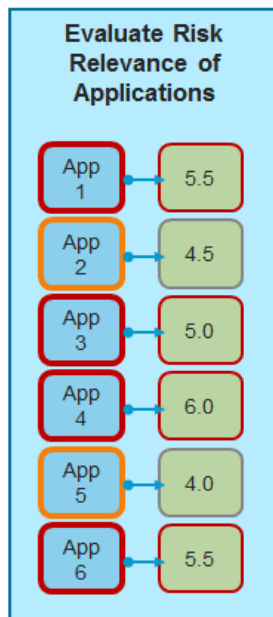 Evaluate Risk
Relevance of
Applications
App
1
5.5
App
2
4.5
App
3
5.0
App
4
6.0
App
5
4.0
App
6
5.5